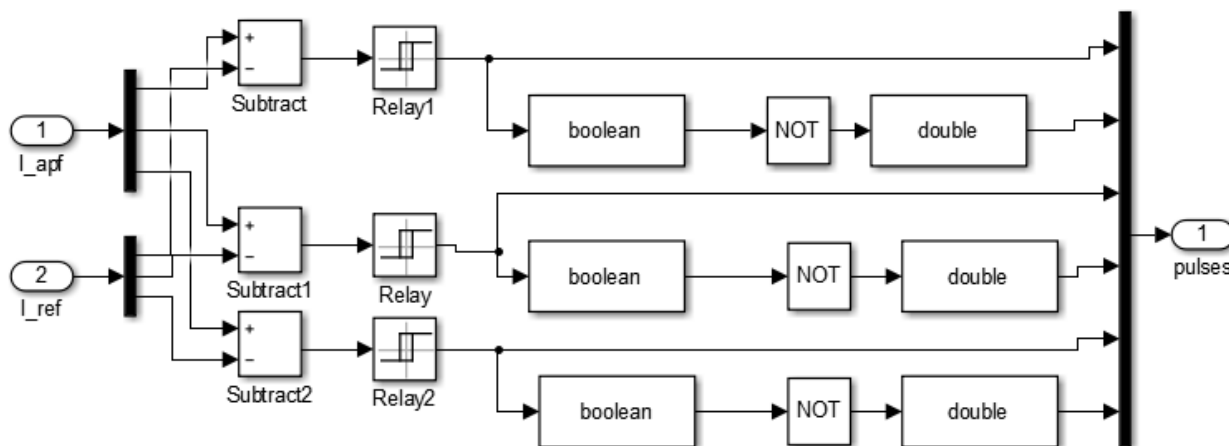 +
−
Subtract
Relay1
boolean
NOT
double
1
I_apf
+
−
Subtract1
Relay
boolean
NOT
double
1
pulses
2
I_ref
+
−
Subtract2
Relay2
boolean
NOT
double